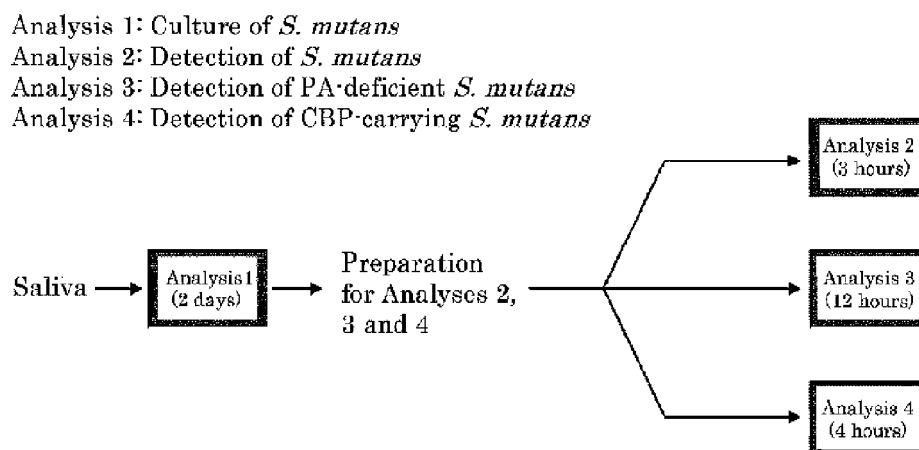 Analysis 1: Culture of S. mutans
Analysis 2: Detection of S. mutans
Analysis 3: Detection of PA-deficient S. mutans
Analysis 4: Detection of CBP-carrying S. mutans
Saliva
Analysis 1
(2 days)
Preparation
for Analyses 2,
3 and 4
Analysis 2
(3 hours)
Analysis 3
(12 hours)
Analysis 4
(4 hours)